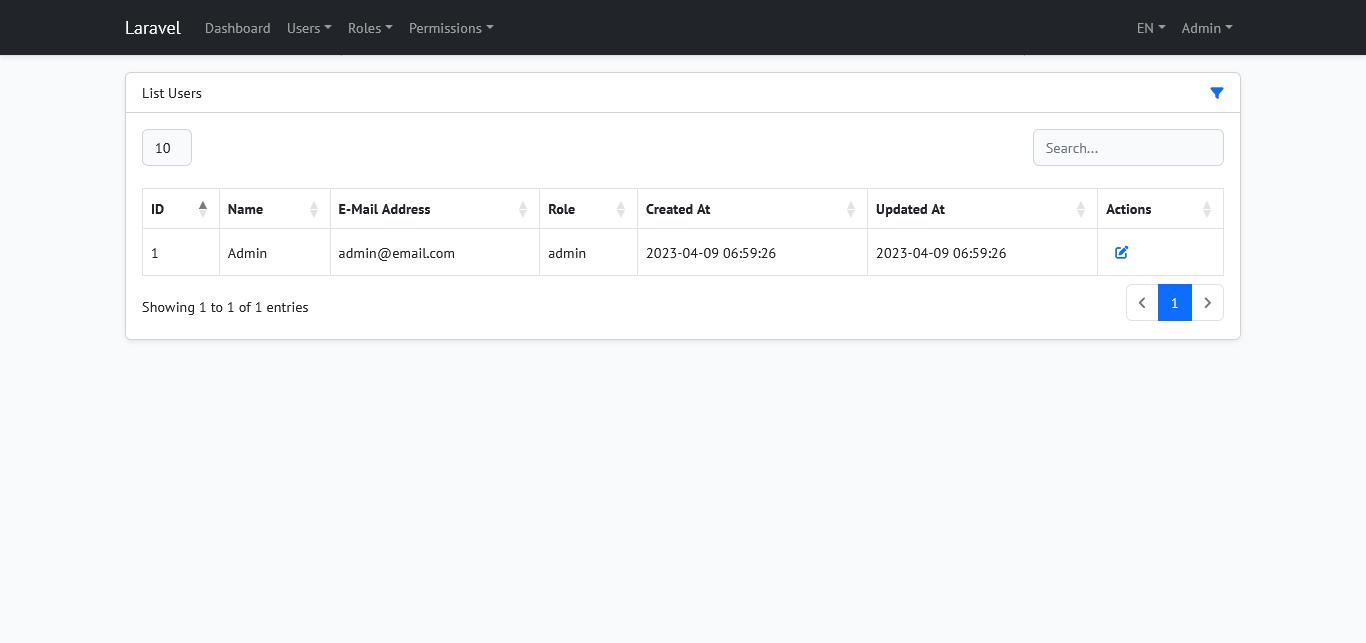 Laravel Dashboard Users Roles Permissions EN Admin
List Users
10 Search...
ID Name E-Mail Address Role Created At Updated At Actions
1 Admin admin@email.com admin 2023-04-09 06:59:26 2023-04-09 06:59:26
Showing 1 to 1 of 1 entries 1